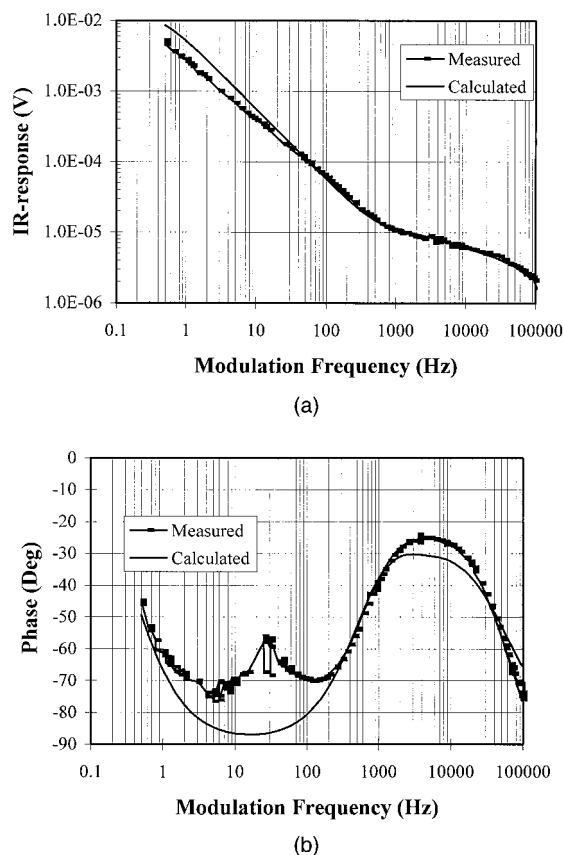 1.0E-02
1.0E-03
1.0E-04
1.0E-05
1.0E-06
IR-response (V)
Measured
Calculated
0.1 1 10 100 1000 10000 100000
Modulation Frequency (Hz)
(a)
0
-10
-20
-30
-40
-50
-60
-70
-80
-90
Phase (Deg)
Measured
Calculated
0.1 1 10 100 1000 10000 100000
Modulation Frequency (Hz)
(b)